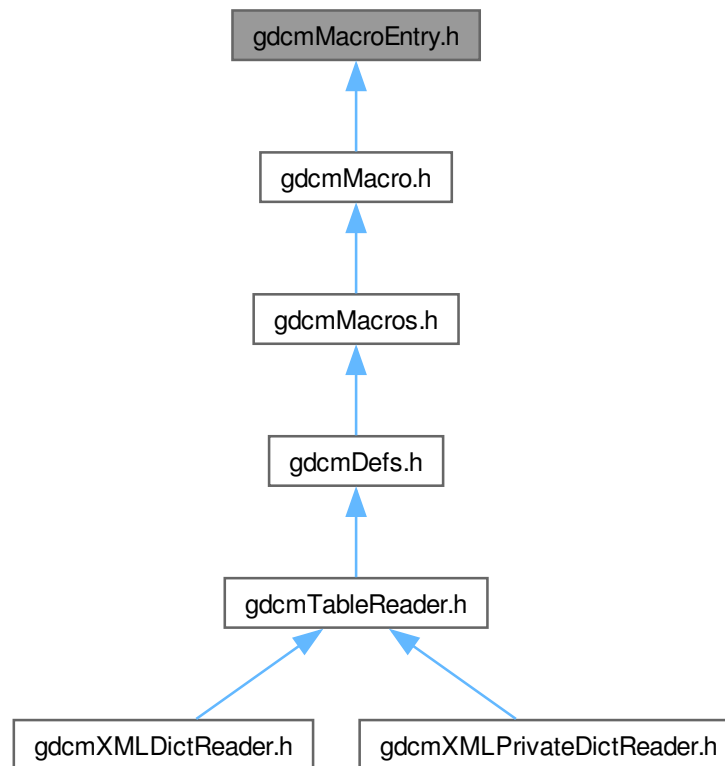 gdcmMacroEntry.h
gdcmMacro.h
gdcmMacros.h
gdcmDefs.h
gdcmTableReader.h
gdcmXMLDictReader.h
gdcmXMLPrivateDictReader.h